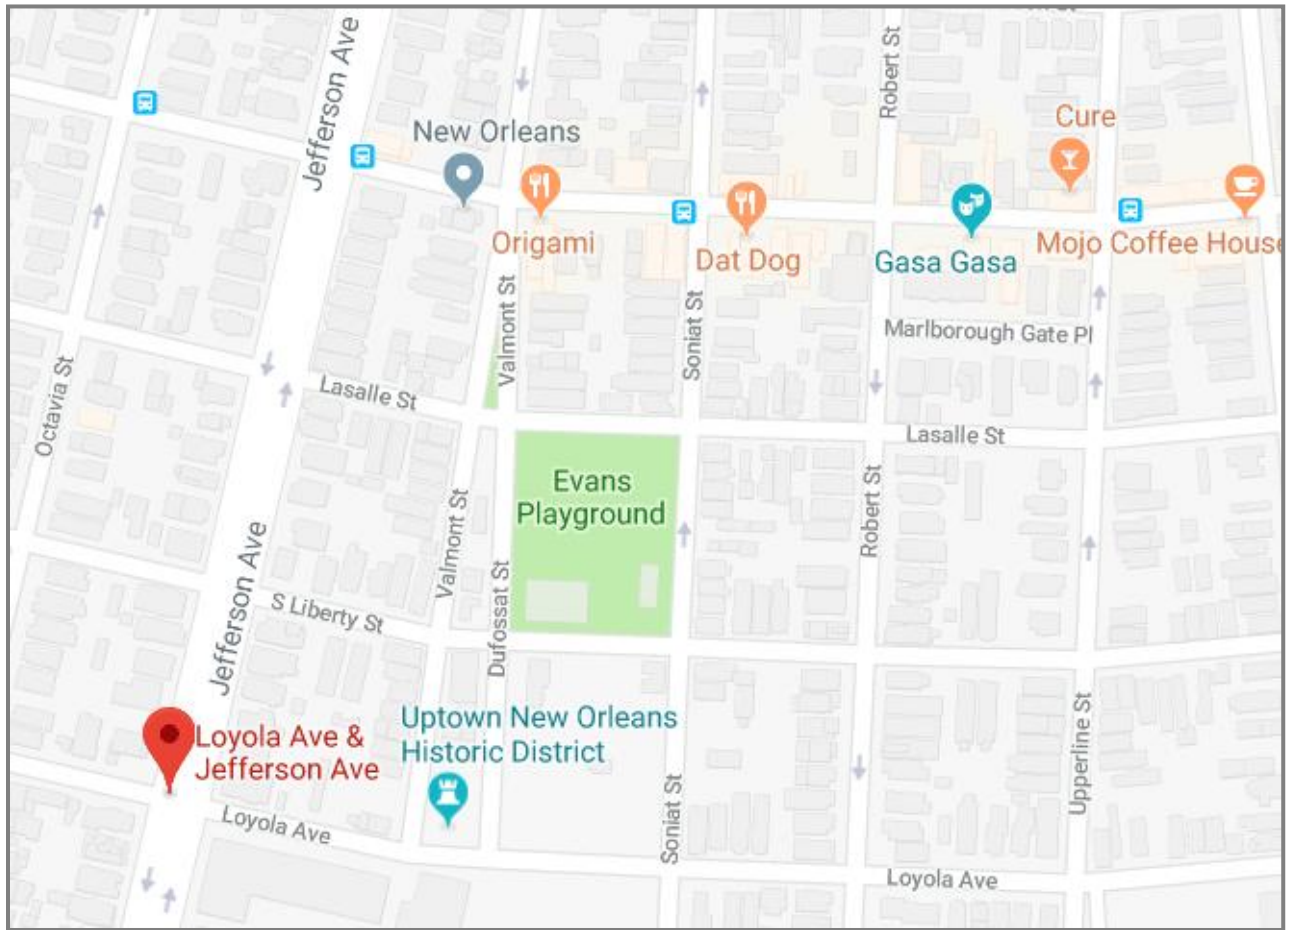 Jefferson Ave
Robert St
Cure
New Orleans
Origami
Dat Dog
Gasa Gasa
Mojo Coffee House
Valmont St
Soniat St
Marlborough Gate Pl
Octavia St
Lasalle St
Lasalle St
Evans
Playground
Robert St
Valmont St
Jefferson Ave
Dufossat St
S Liberty St
Uptown New Orleans
Historic District
Loyola Ave &
Jefferson Ave
Upperline St
Soniat St
Loyola Ave
Loyola Ave